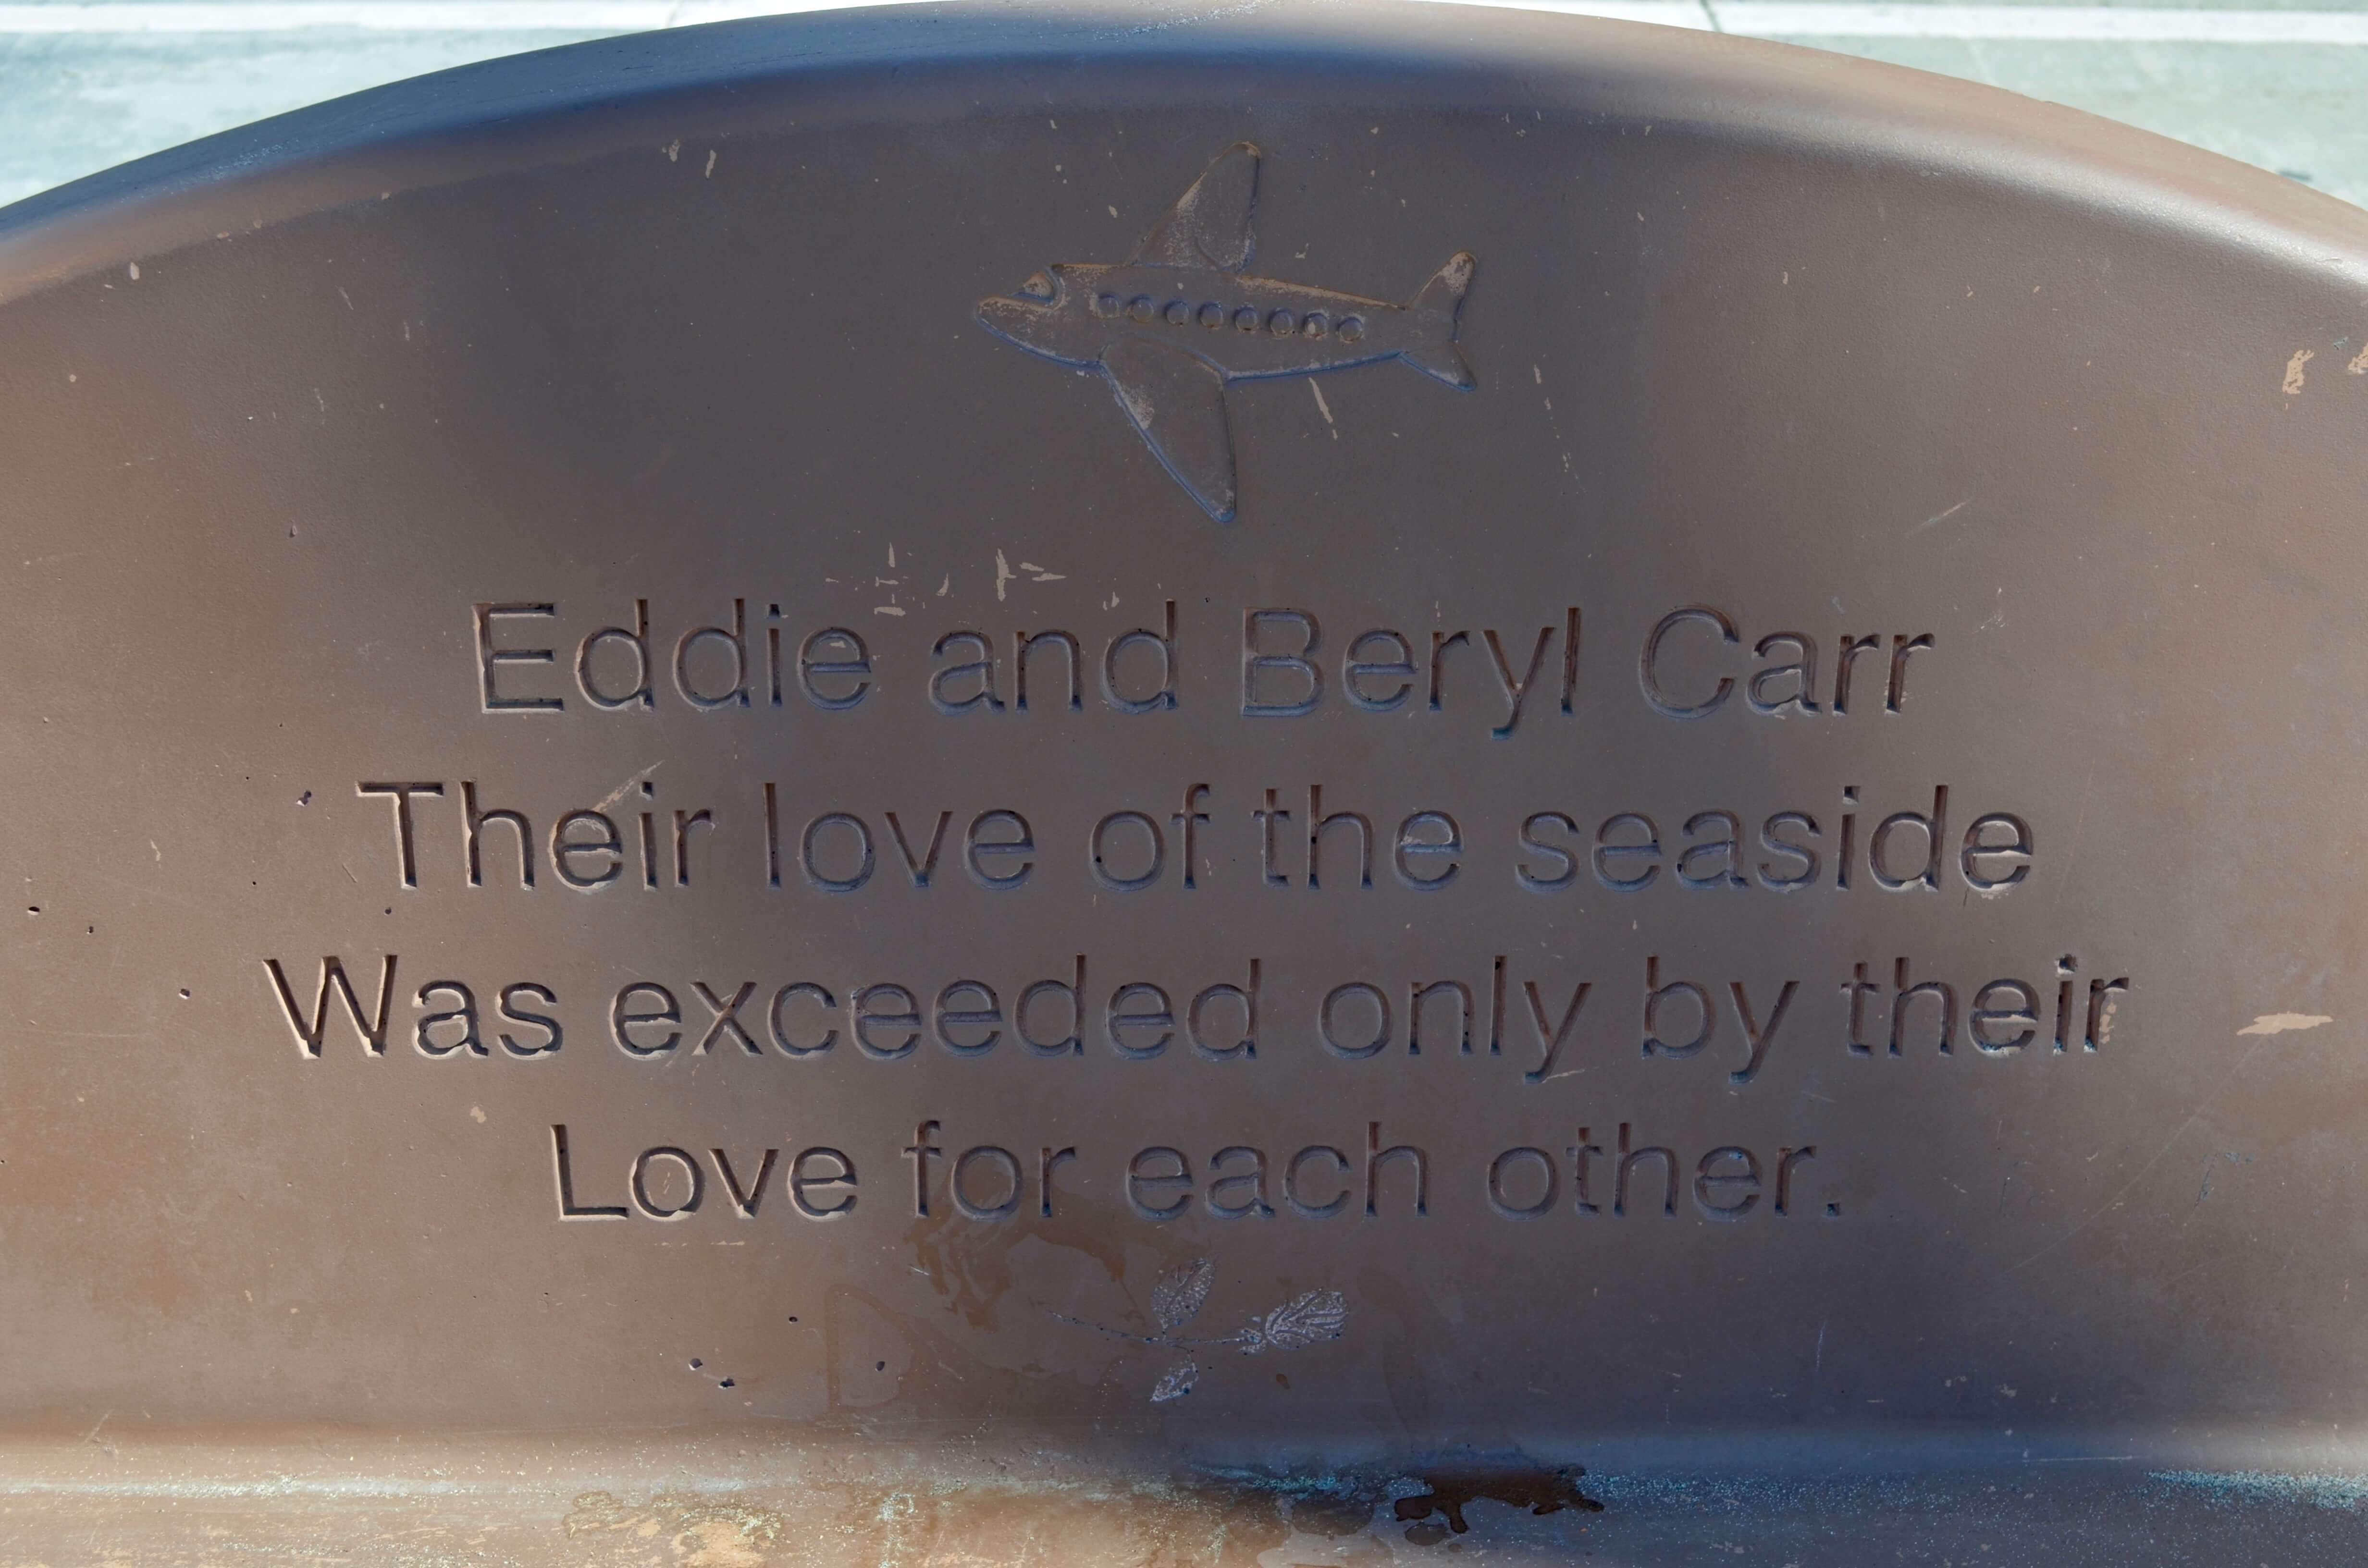 Eddie and Beryl Carr
Their love of the seaside
Was exceeded only by their
Love for each other.